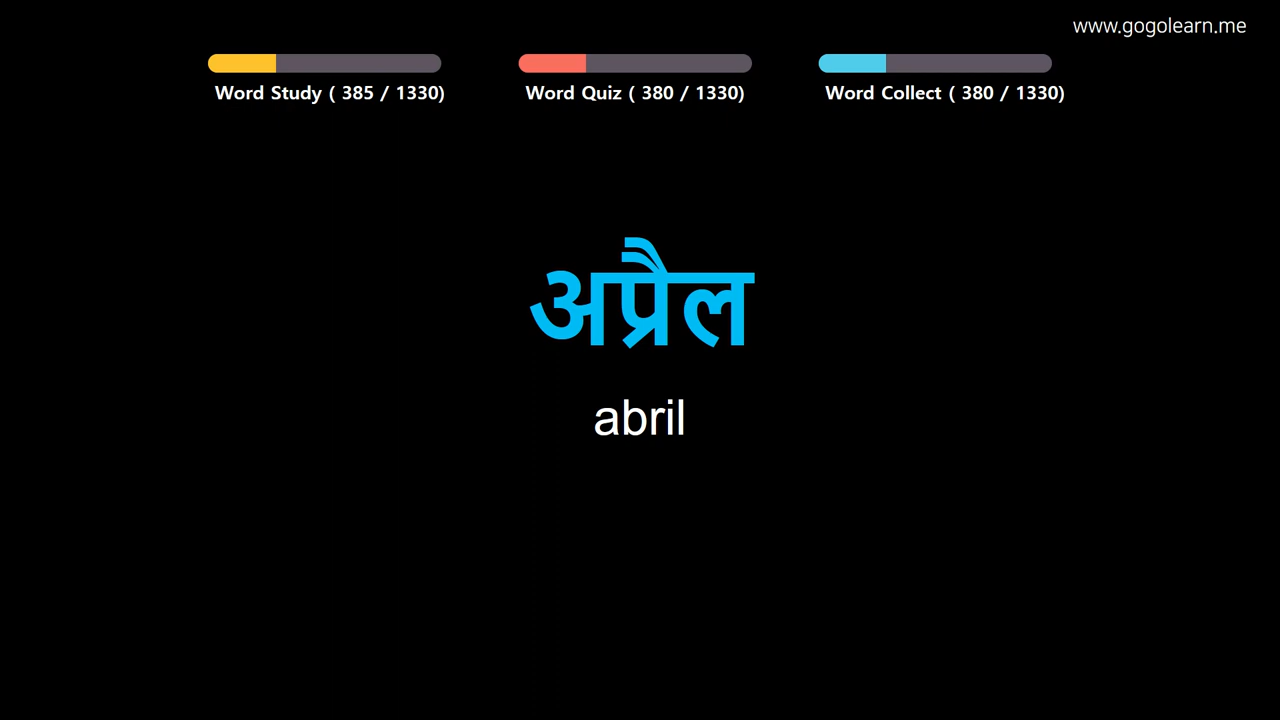 www.gogolearn.me
Word Study ( 385 / 1330)
Word Quiz ( 380 / 1330)
Word Collect ( 380 / 1330)
अप्रैल
abril